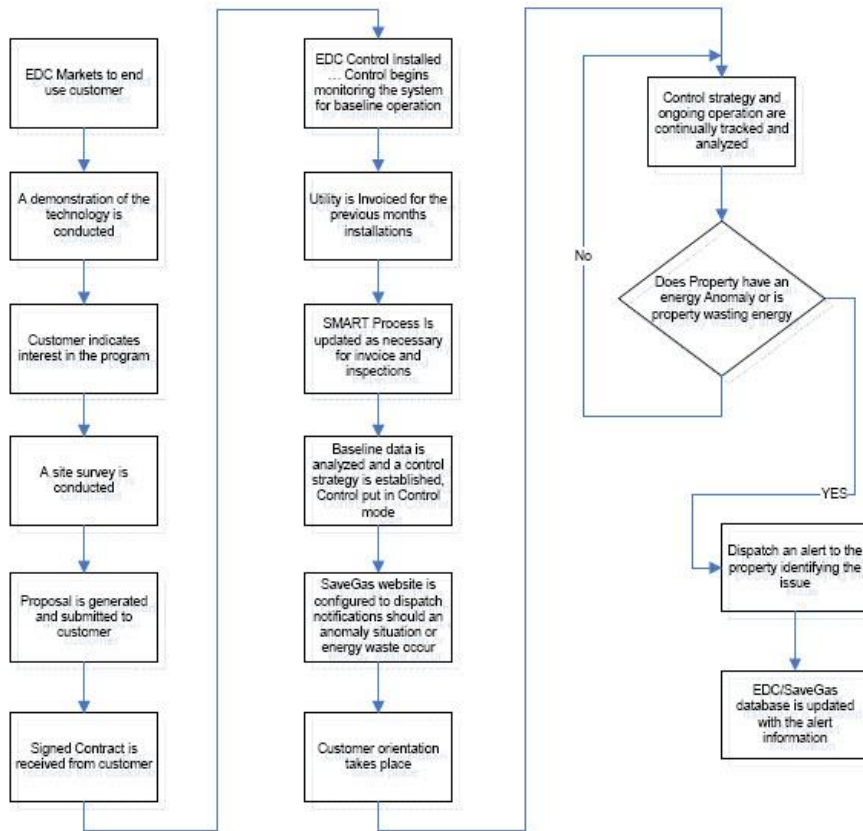 EDC Markets to end
use customer
A demonstration of the
technology is
conducted
Customer indicates
interest in the program
A site survey is
conducted
Proposal is generated
and submitted to
customer
Signed Contract is
received from customer
EDC Control Installed
... Control begins
monitoring the system
for baseline operation
Utility is Invoiced for the
previous months
installations
SMART Process Is
updated as necessary
for invoice and
inspections
Baseline data is
analyzed and a control
strategy is established,
Control put in Control
mode
SaveGas website is
configured to dispatch
notifications should an
anomaly situation or
energy waste occur
Customer orientation
takes place
Control strategy and
ongoing operation are
continually tracked and
analyzed
No
Does Property have an
energy Anomaly or is
property wasting energy
YES
Dispatch an alert to the
property identifying the
issue
EDC/SaveGas
database is updated
with the alert
information